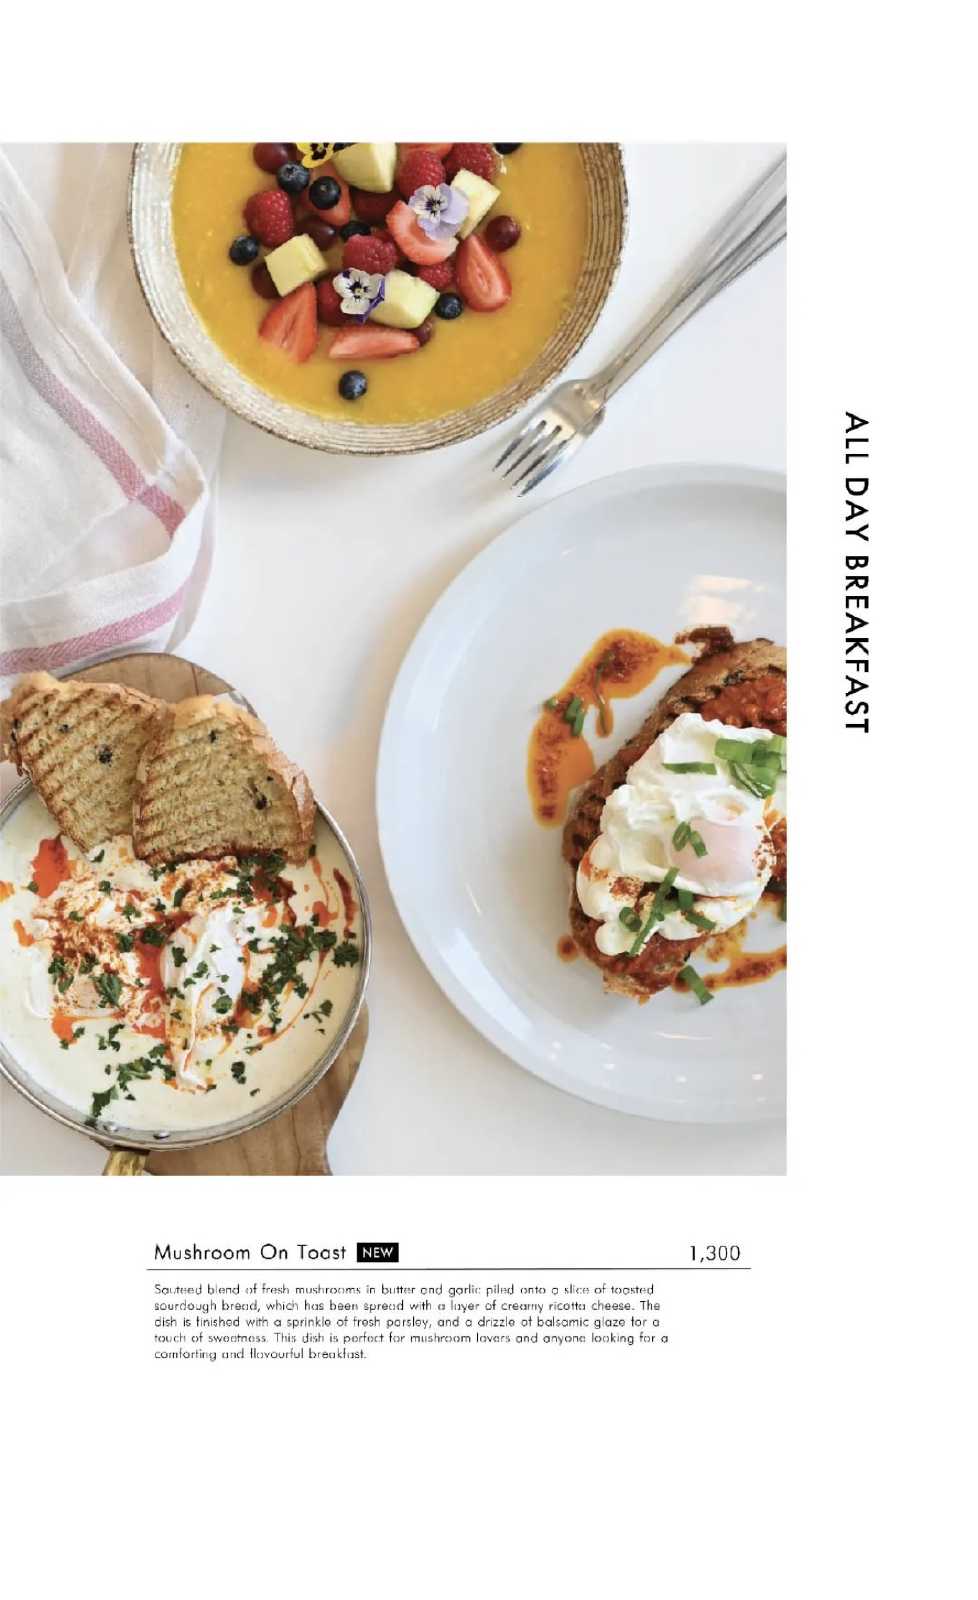 ALL DAY BREAKFAST
Mushroom On Toast NEW 1,300
Sauteed blend of fresh mushrooms in butter and garlic piled onto a slice of toasted
sourdough bread, which has been spread with a layer of creamy ricotta cheese. The
dish is finished with a sprinkle of fresh parsley, and a drizzle of balsamic glaze for a
touch of sweetness. This dish is perfect for mushroom lovers and anyone looking for a
comforting and flavourful breakfast.